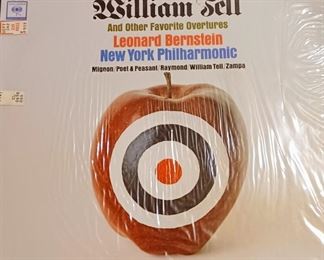 William Tell
And Other Favorite Overtures
Leonard Bernstein
New York Philharmonic
Mignon/Poet & Peasant/Raymond/William Tell/Zampa